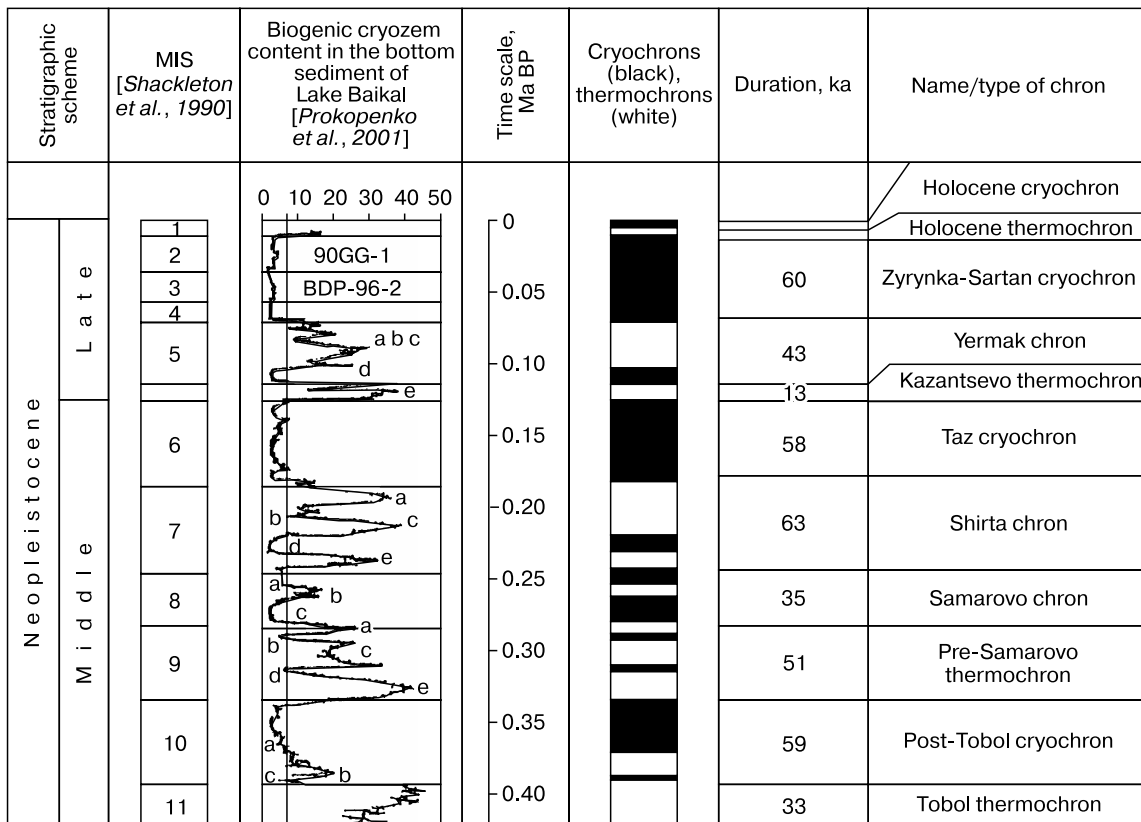 Stratigraphic
scheme
MIS
[Shackleton
et al., 1990]
Biogenic cryozem
content in the bottom
sediment of
Lake Baikal
[Prokopenko
et al., 2001]
Time scale,
Ma BP
Cryochrons
(black),
thermochrons
(white)
Duration, ka
Name/type of chron
Neopleistocene
Late
Middle
1
2
3
4
5
6
7
8
9
10
11
0 10 20 30 40 50
90GG-1
BDP-96-2
a b c
d
e
a
b c
d
e
a
b
c
a
b
c
d
e
a
c b
0
0.05
0.10
0.15
0.20
0.25
0.30
0.35
0.40
60
43
13
58
63
35
51
59
33
Holocene cryochron
Holocene thermochron
Zyrynka-Sartan cryochron
Yermak chron
Kazantsevo thermochron
Taz cryochron
Shirta chron
Samarovo chron
Pre-Samarovo
thermochron
Post-Tobol cryochron
Tobol thermochron